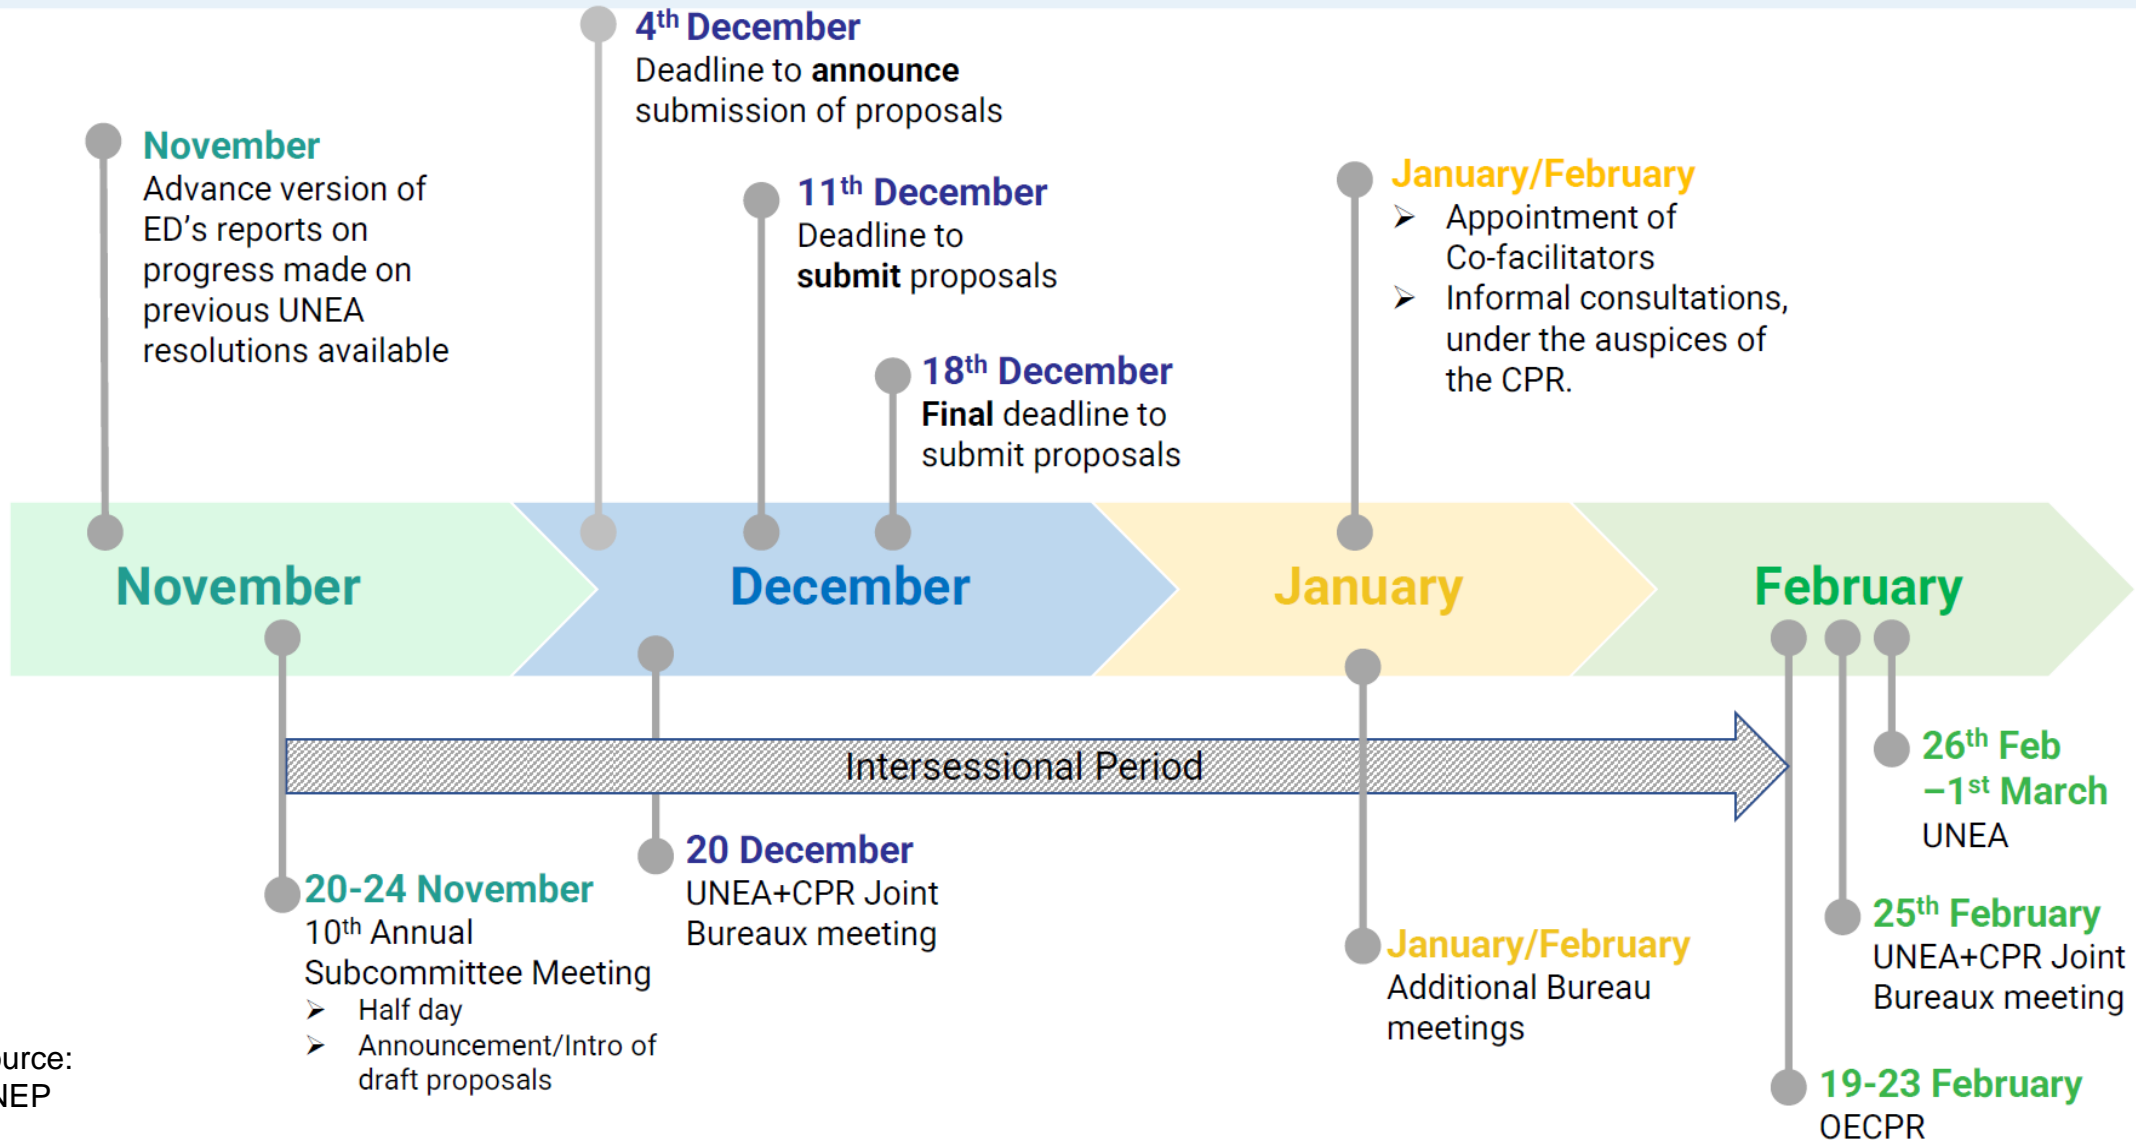 4th December
Deadline to announce
submission of proposals
November
Advance version of
ED's reports on
progress made on
previous UNEA
resolutions available
11th December
Deadline to
submit proposals
18th December
Final deadline to
submit proposals
January/February
➢ Appointment of
Co-facilitators
➢ Informal consultations,
under the auspices of
the CPR.
November
December
January
February
Intersessional Period
20-24 November
10th Annual
Subcommittee Meeting
➢ Half day
➢ Announcement/Intro of
draft proposals
20 December
UNEA+CPR Joint
Bureaux meeting
January/February
Additional Bureau
meetings
26th Feb
–1st March
UNEA
25th February
UNEA+CPR Joint
Bureaux meeting
19-23 February
OECPR
ource:
NEP